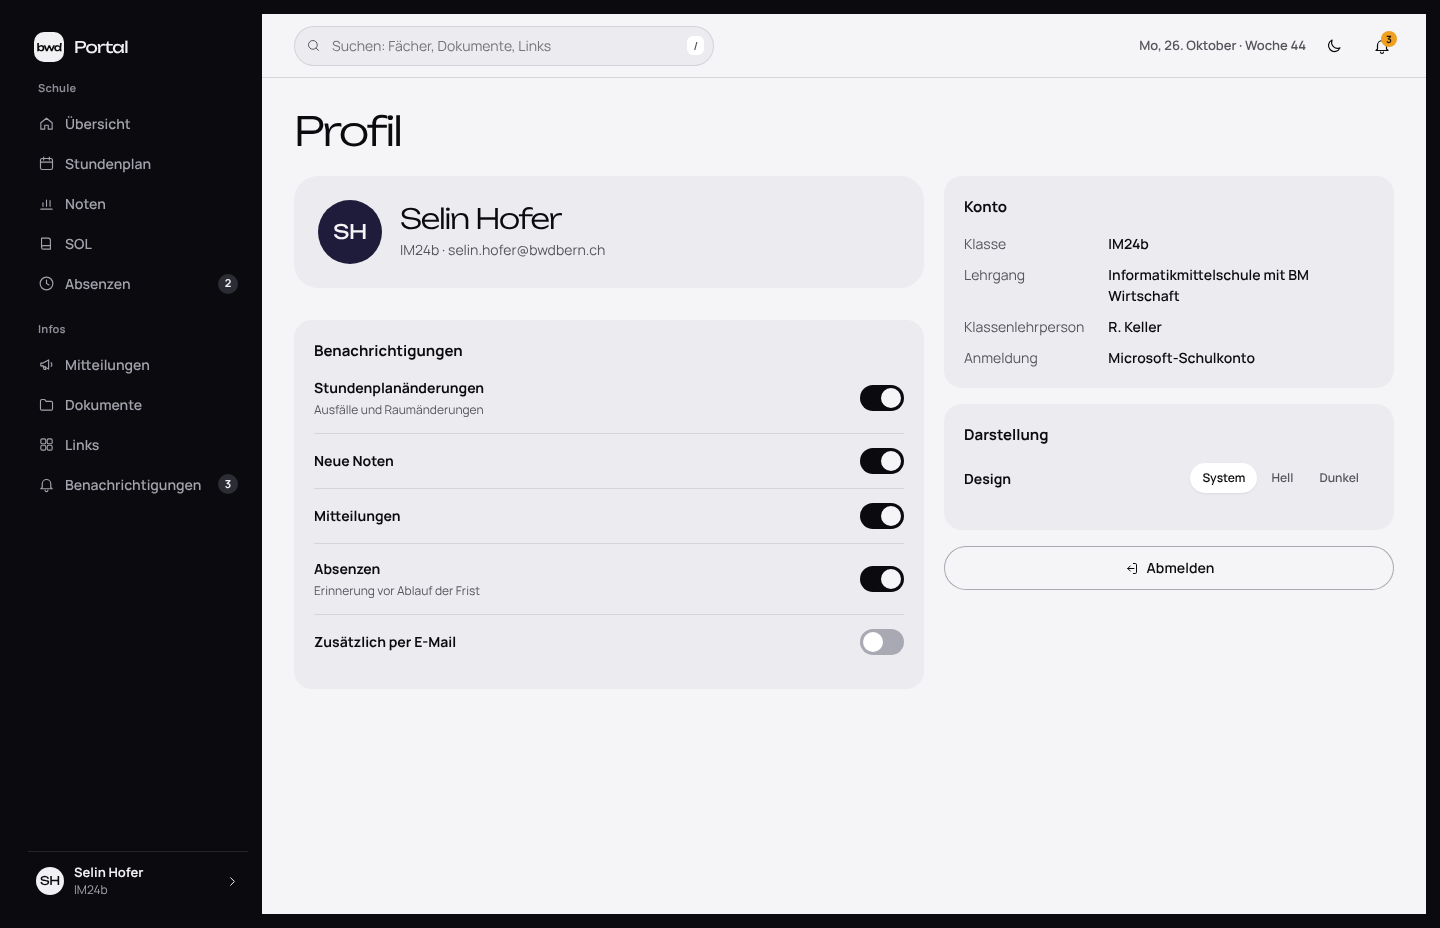 bwd Portal
Schule
Übersicht
Stundenplan
Noten
SOL
Absenzen 2
Infos
Mitteilungen
Dokumente
Links
Benachrichtigungen 3
SH Selin Hofer
IM24b
Suchen: Fächer, Dokumente, Links /
Mo, 26. Oktober · Woche 44 3
Profil
SH Selin Hofer
IM24b · selin.hofer@bwdbern.ch
Benachrichtigungen
Stundenplanänderungen
Ausfälle und Raumänderungen
Neue Noten
Mitteilungen
Absenzen
Erinnerung vor Ablauf der Frist
Zusätzlich per E-Mail
Konto
Klasse IM24b
Lehrgang Informatikmittelschule mit BM
Wirtschaft
Klassenlehrperson R. Keller
Anmeldung Microsoft-Schulkonto
Darstellung
Design System Hell Dunkel
Abmelden